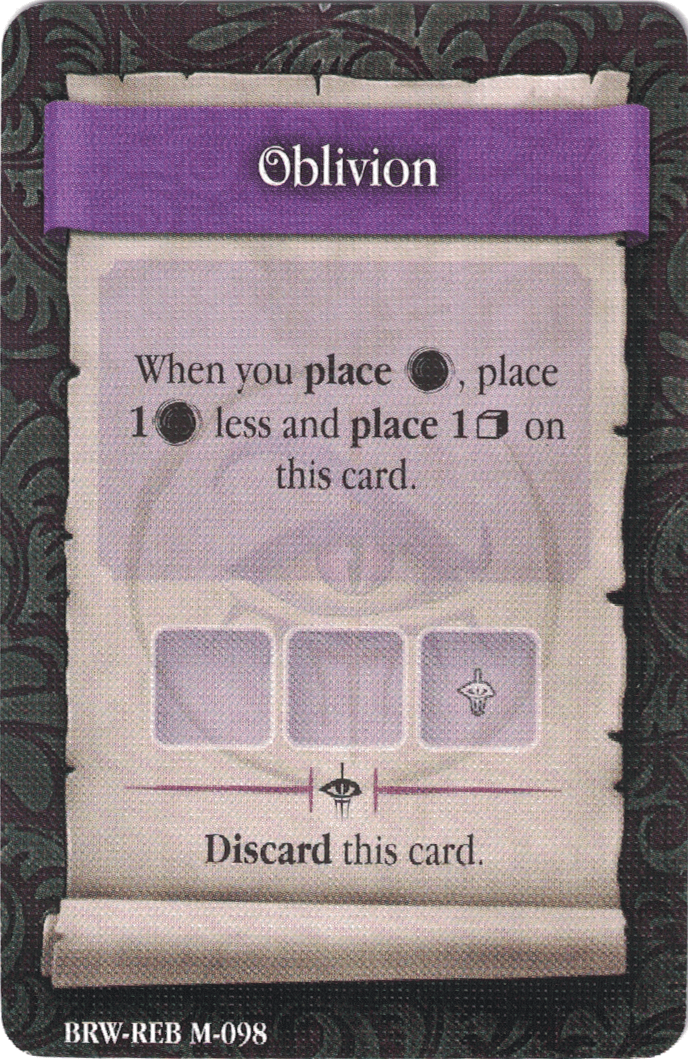 Oblivion
When you place , place
1 less and place 1 on
this card.
Discard this card.
BRW-REB M-098